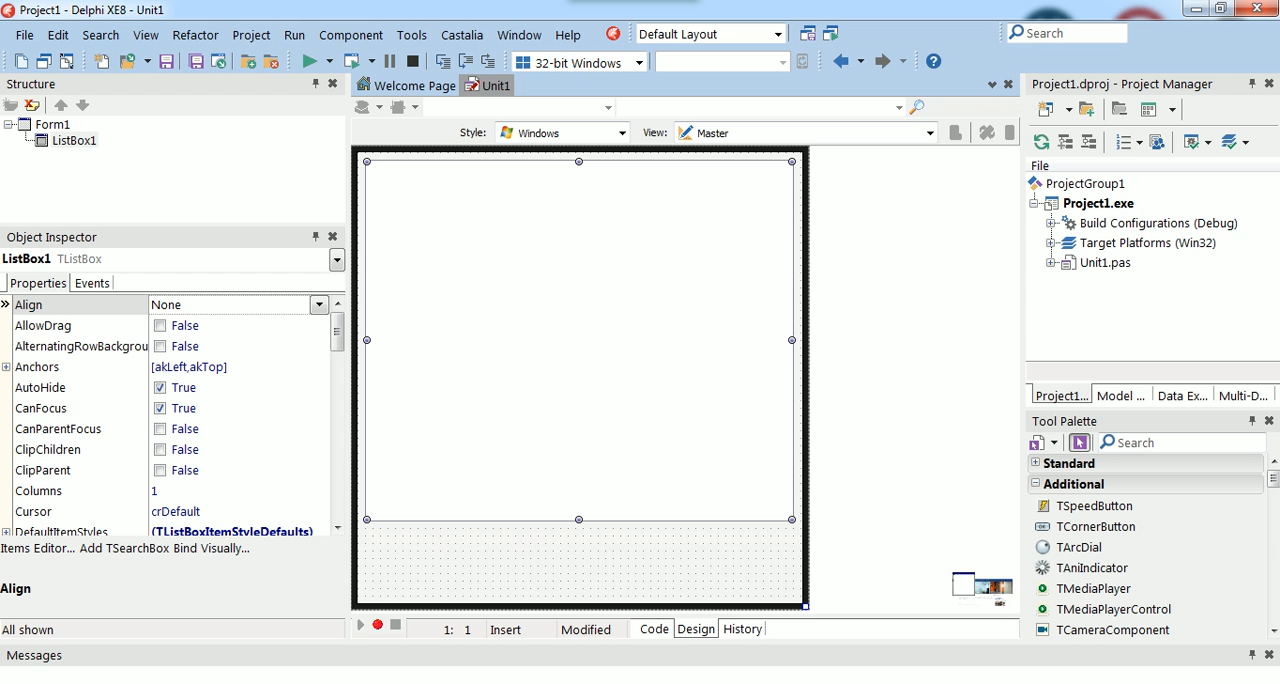 Project1 - Delphi XE8 - Unit1
File Edit Search View Refactor Project Run Component Tools Castalia Window Help Default Layout Search
32-bit Windows
Structure
Form1
ListBox1
Object Inspector
ListBox1 TListBox
Properties Events
Align None
AllowDrag False
AlternatingRowBackgrou False
Anchors [akLeft,akTop]
AutoHide True
CanFocus True
CanParentFocus False
ClipChildren False
ClipParent False
Columns 1
Cursor crDefault
DefaultItemStyles (TListBoxItemStyleDefaults)
Items Editor... Add TSearchBox Bind Visually...
Align
All shown
Welcome Page Unit1
Style: Windows View: Master
1: 1 Insert Modified Code Design History
Project1.dproj - Project Manager
File
ProjectGroup1
Project1.exe
Build Configurations (Debug)
Target Platforms (Win32)
Unit1.pas
Project1... Model ... Data Ex... Multi-D...
Tool Palette
Search
Standard
Additional
TSpeedButton
TCornerButton
TArcDial
TAniIndicator
TMediaPlayer
TMediaPlayerControl
TCameraComponent
Messages